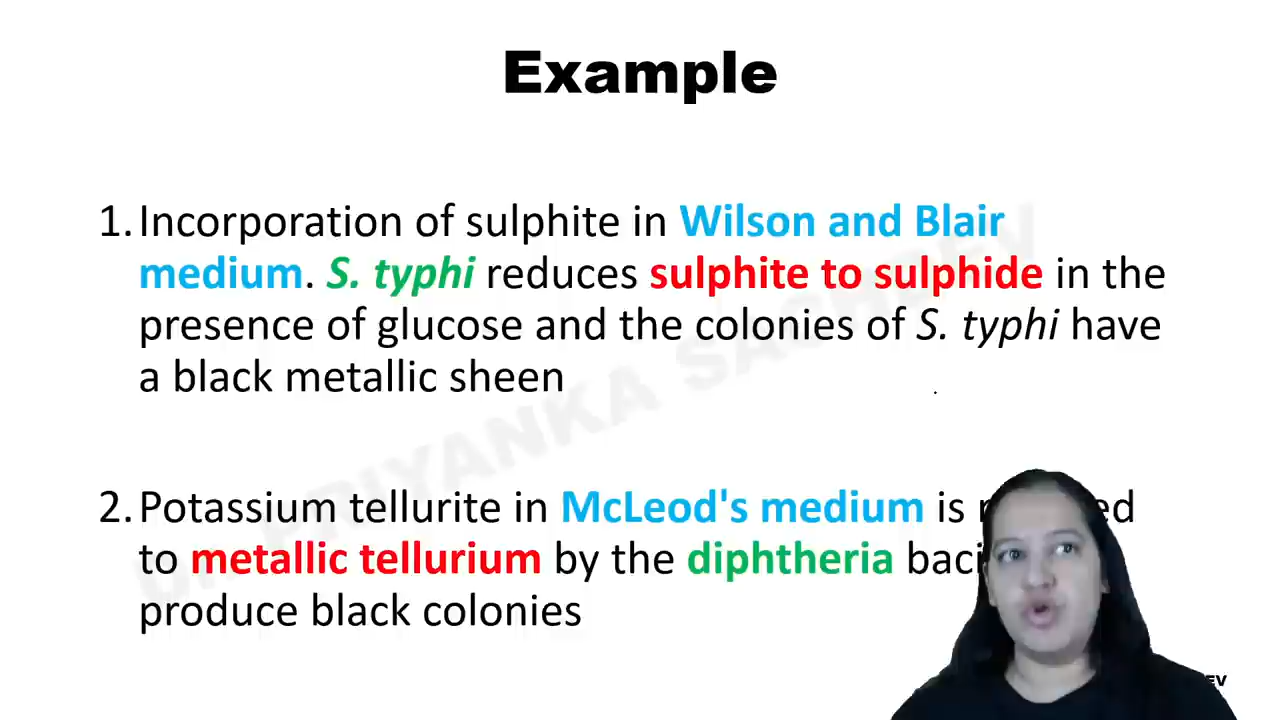 Example
1. Incorporation of sulphite in Wilson and Blair
medium. S. typhi reduces sulphite to sulphide in the
presence of glucose and the colonies of S. typhi have
a black metallic sheen
2. Potassium tellurite in McLeod's medium is
to metallic tellurium by the diphtheria
produce black colonies
PRIYANKA SACHDEV